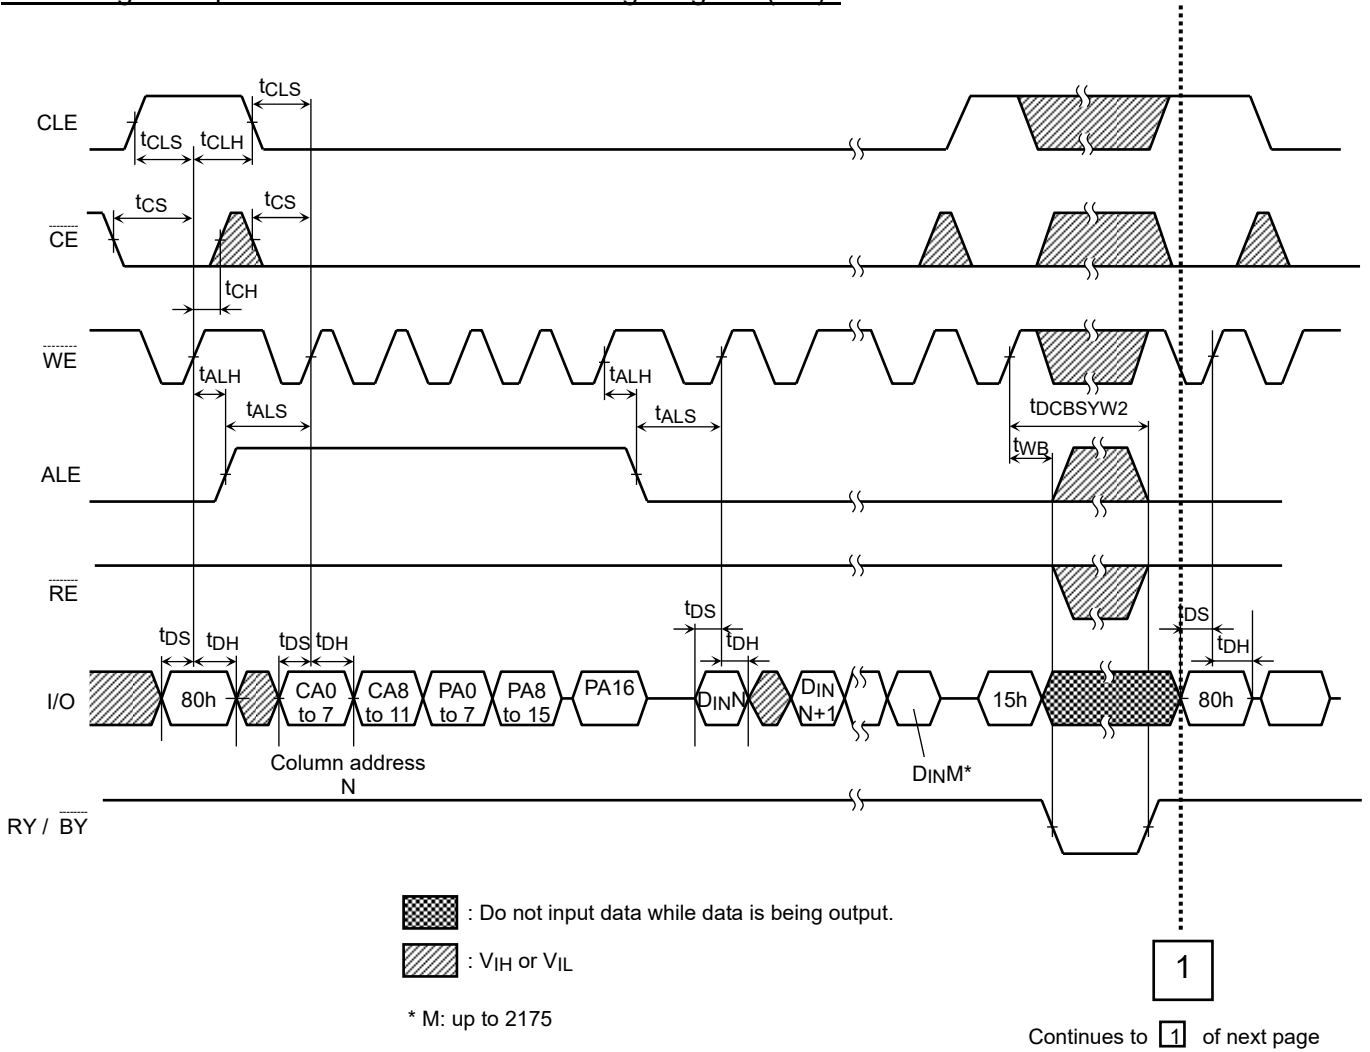 tCLS
CLE
tCLS tCLH
tCS tCS
CE
tCH
WE
tALH tALH
tALS tALS tDCBSYW2
tWB
ALE
RE
tDS tDH tDS tDH tDS tDH tDS tDH
I/O 80h CA0 to 7 CA8 to 11 PA0 to 7 PA8 to 15 PA16 DINN DIN N+1 15h 80h
Column address
N
DINM*
RY / BY
: Do not input data while data is being output.
: VIH or VIL
* M: up to 2175
1
Continues to 1 of next page